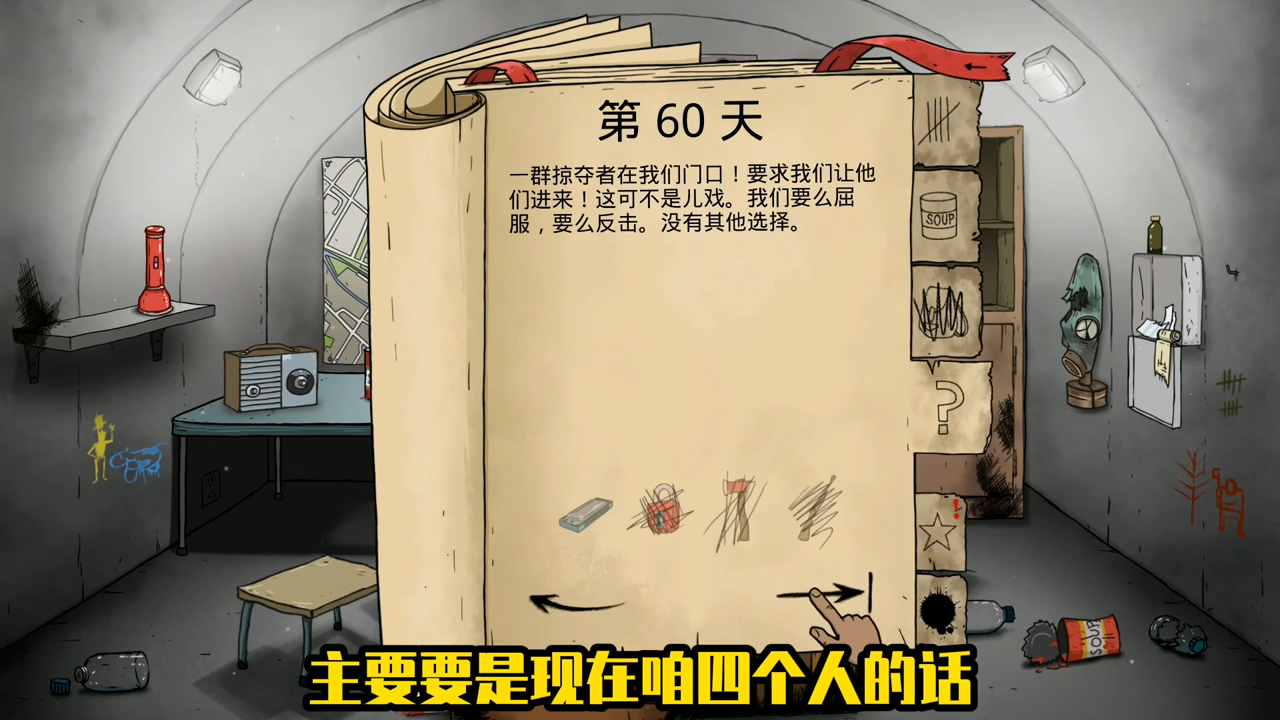 第 60 天
一群掠夺者在我们门口！要求我们让他
们进来！这可不是儿戏。我们要么屈
服，要么反击。没有其他选择。
SOUP
?
SOUP
主要要是现在咱四个人的话